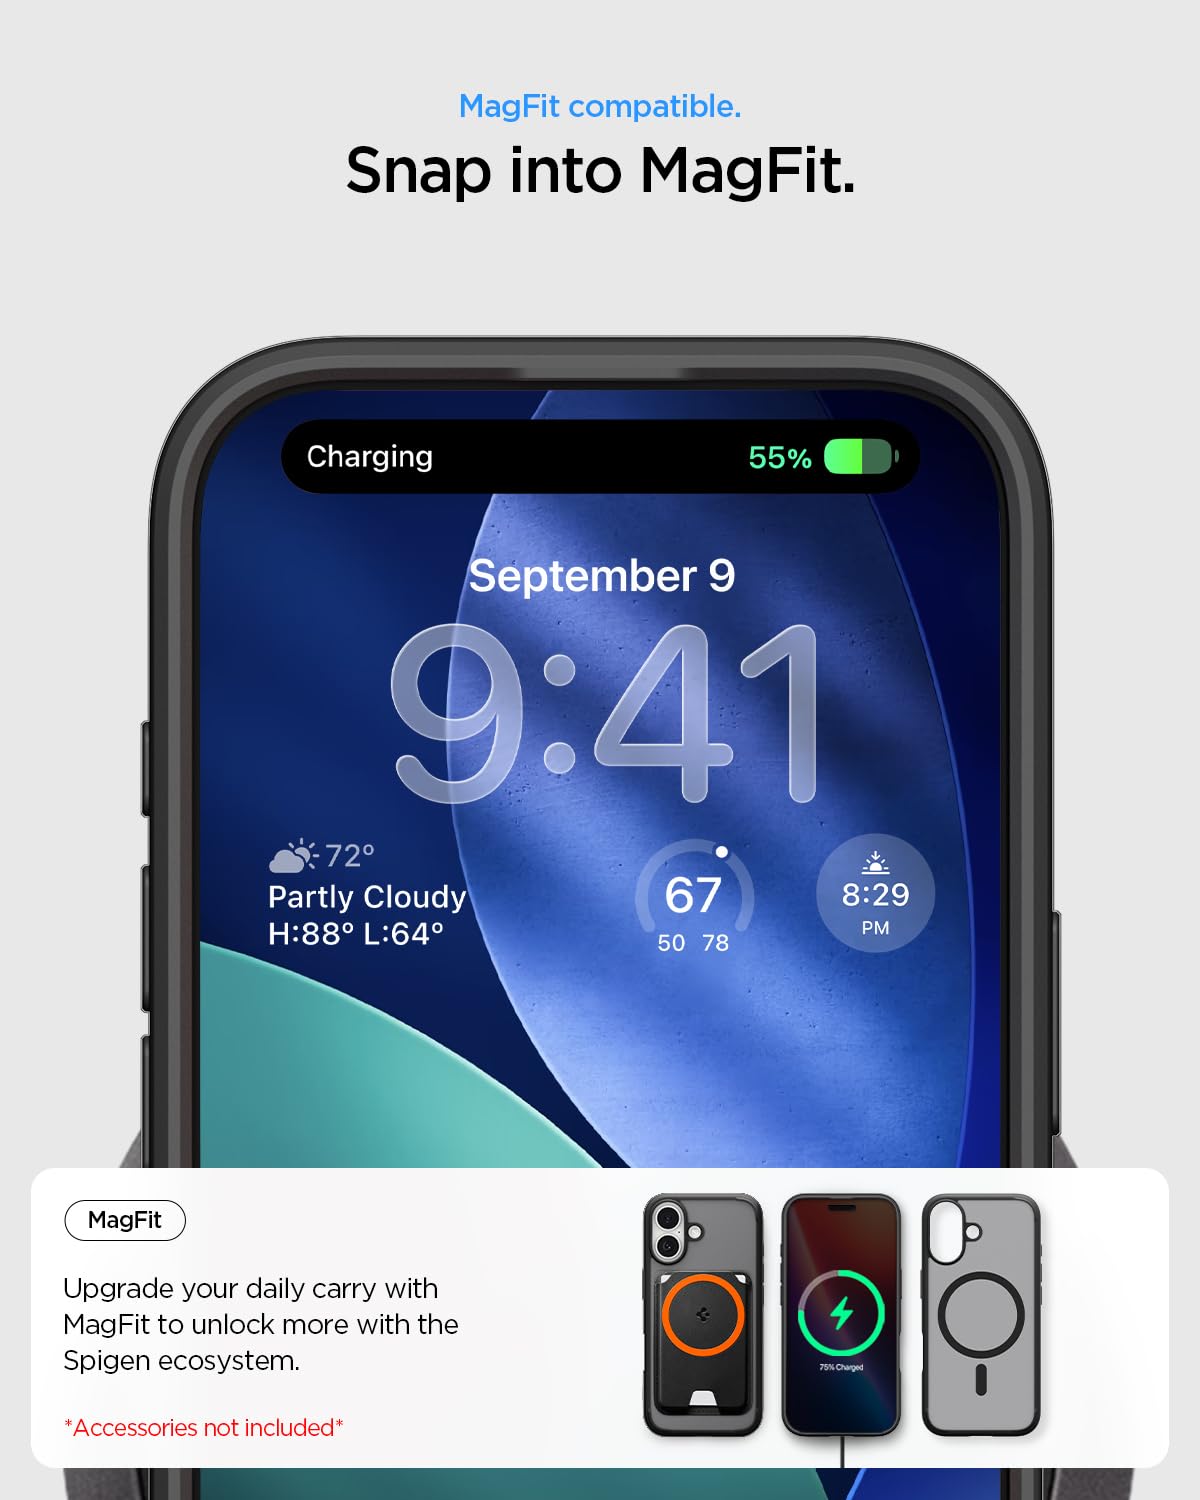 MagFit compatible.
Snap into MagFit.
Charging 55%
September 9
9:41
72°
Partly Cloudy
H:88° L:64°
67
50 78
8:29
PM
MagFit
Upgrade your daily carry with
MagFit to unlock more with the
Spigen ecosystem.
*Accessories not included*
75% Charged